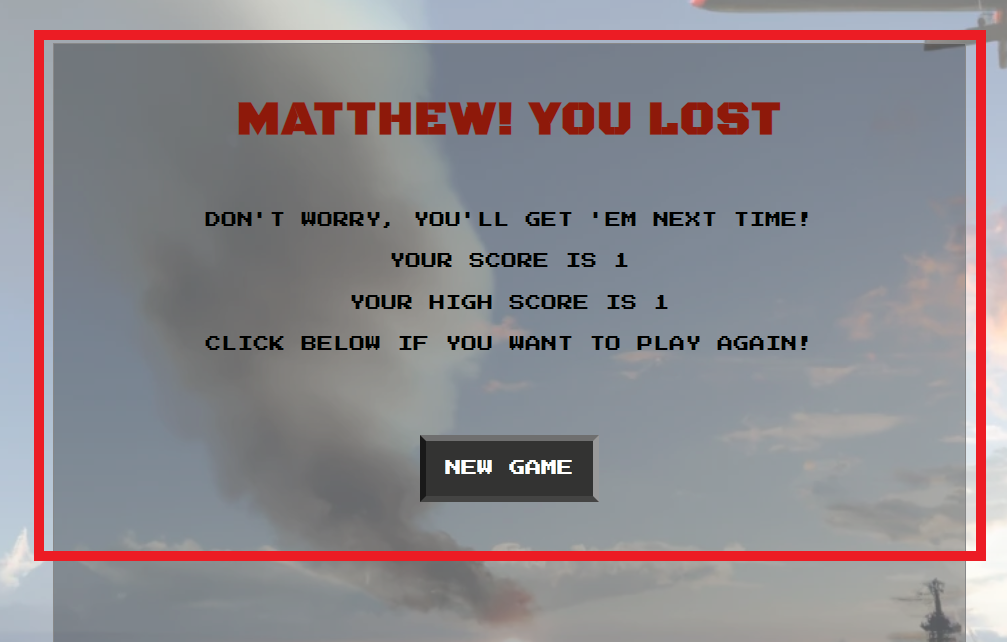 MATTHEW! YOU LOST
DON'T WORRY, YOU'LL GET 'EM NEXT TIME!
YOUR SCORE IS 1
YOUR HIGH SCORE IS 1
CLICK BELOW IF YOU WANT TO PLAY AGAIN!
NEW GAME